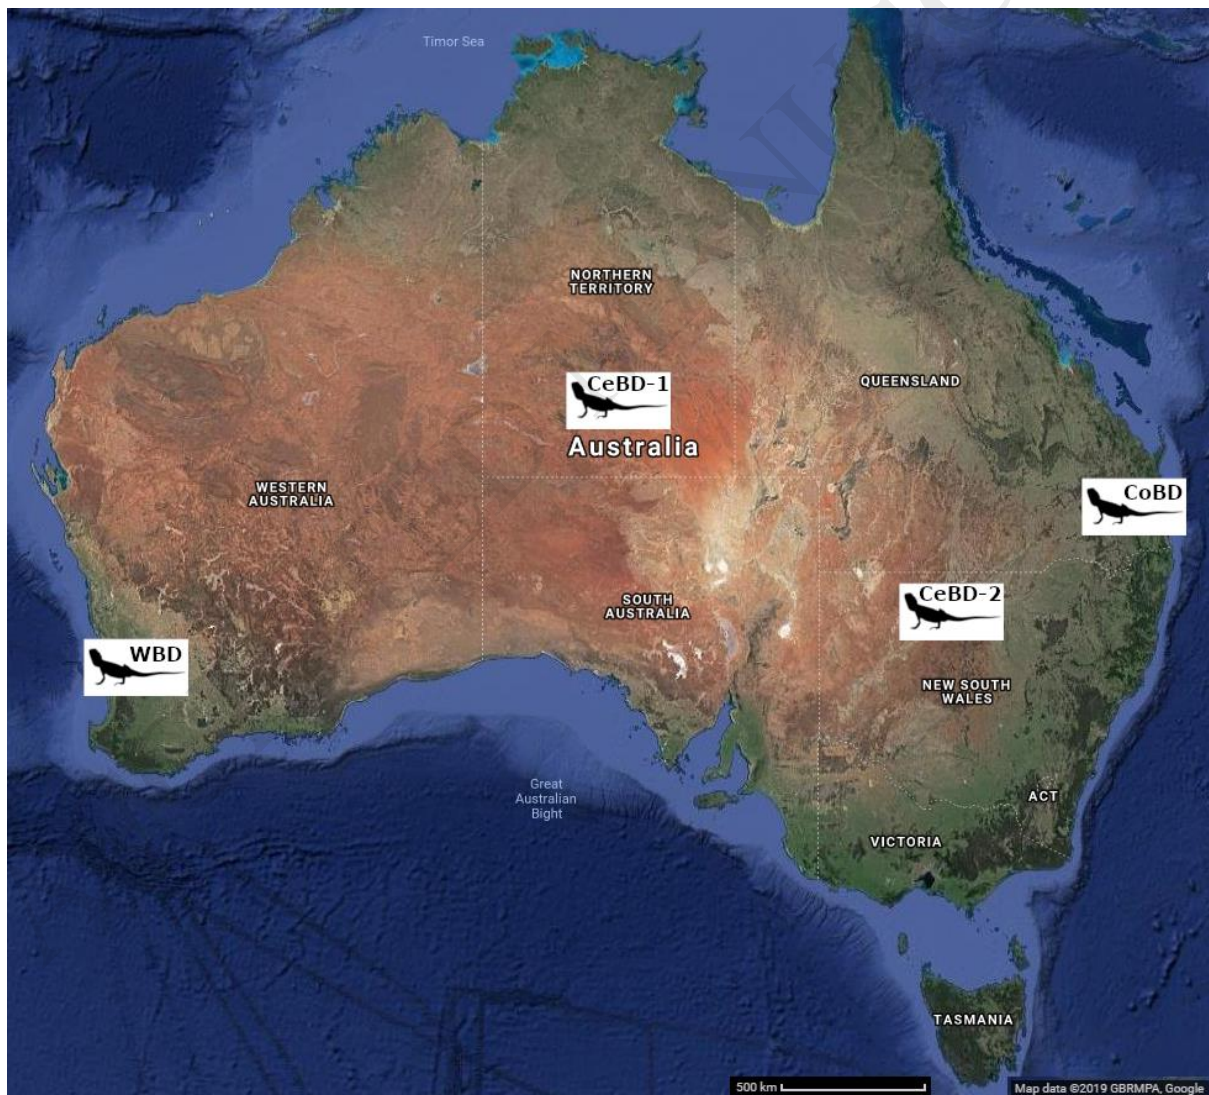 Timor Sea
NORTHERN
TERRITORY
CeBD-1
QUEENSLAND
Australia
WESTERN
AUSTRALIA
CoBD
CeBD-2
SOUTH
AUSTRALIA
WBD
NEW SOUTH
WALES
Great
Australian
Bight
ACT
VICTORIA
TASMANIA
500 km
Map data ©2019 GBRMPA, Google